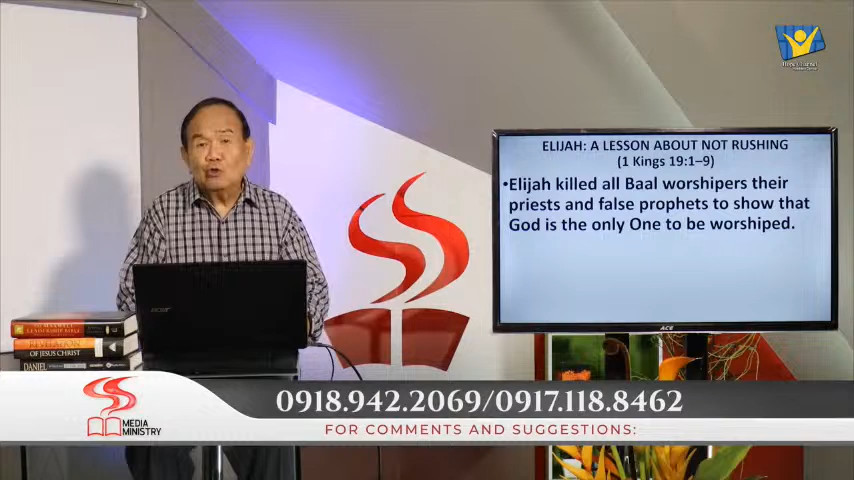 Hope Channel
ELIJAH: A LESSON ABOUT NOT RUSHING
(1 Kings 19:1–9)
•Elijah killed all Baal worshipers their
priests and false prophets to show that
God is the only One to be worshiped.
ACE
acer
REVELATION
OF JESUS CHRIST
DANIEL
0918.942.2069/0917.118.8462
MEDIA
MINISTRY
FOR COMMENTS AND SUGGESTIONS: